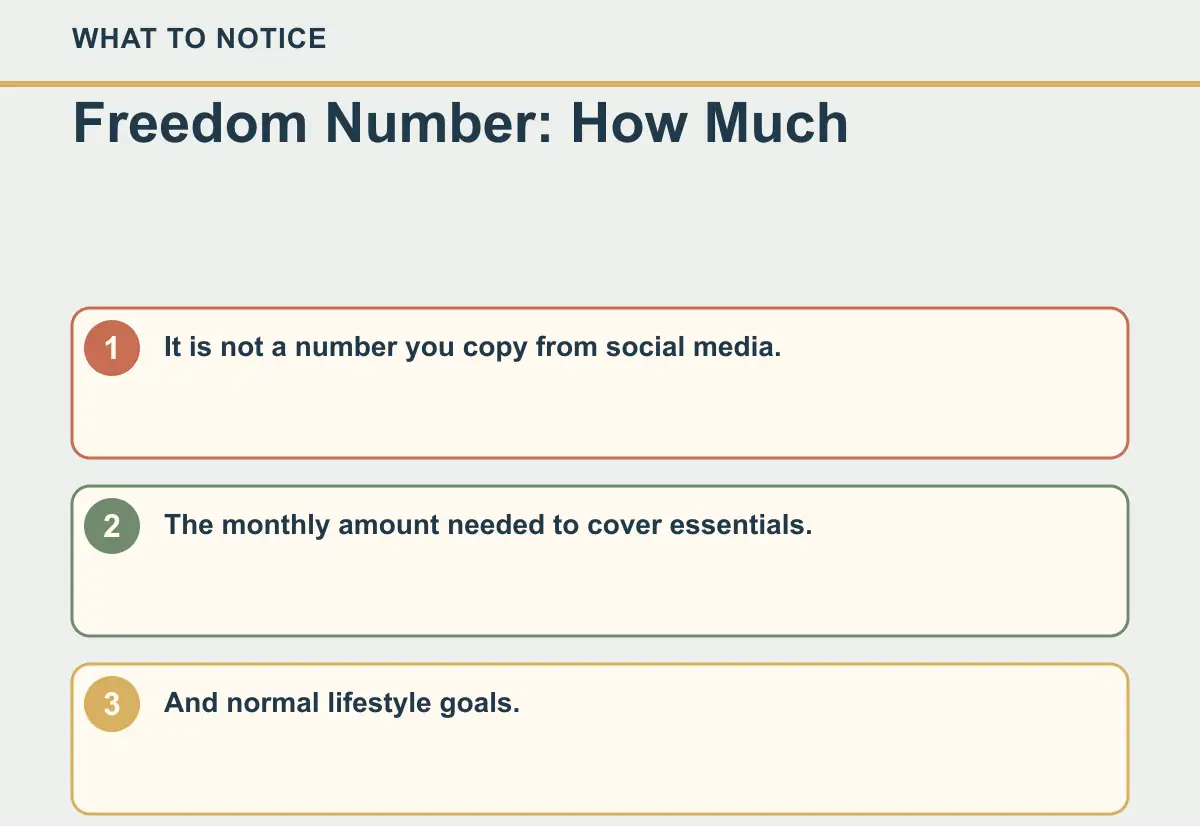 WHAT TO NOTICE
Freedom Number: How Much
1 It is not a number you copy from social media.
2 The monthly amount needed to cover essentials.
3 And normal lifestyle goals.